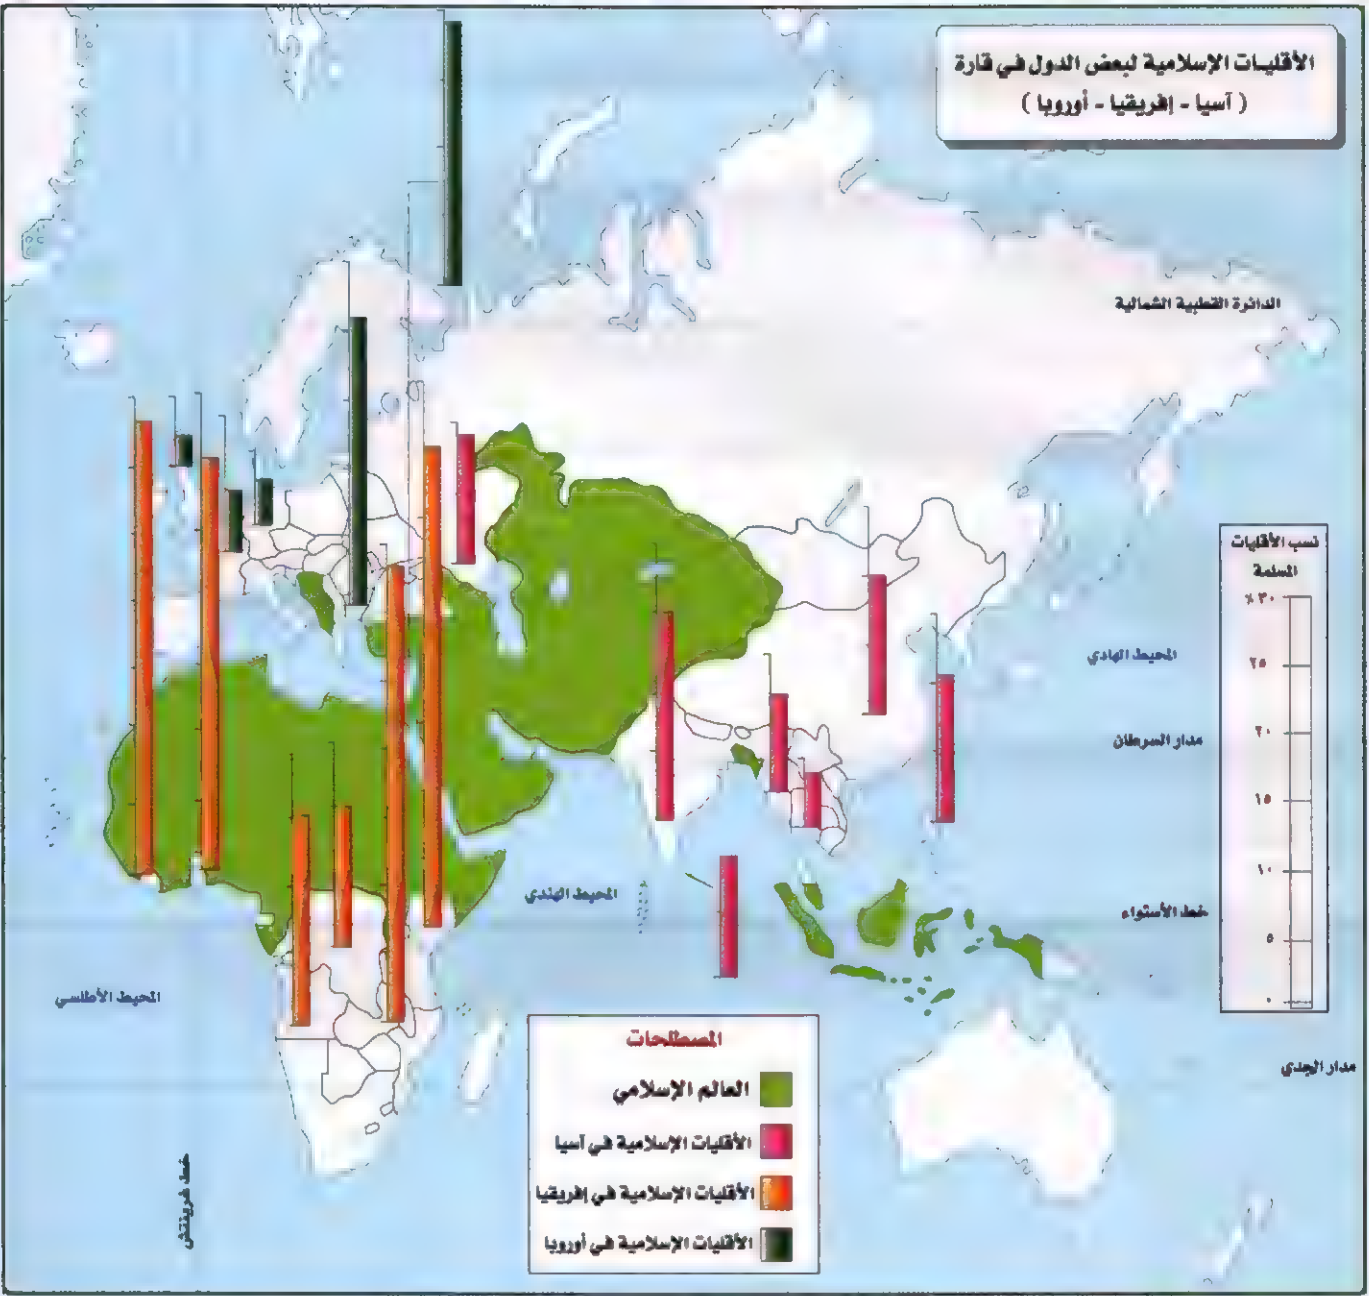 الأقليات الإسلامية لبعض الدول في قارة
( آسيا - إفريقيا - أوروبا )
الدائرة القطبية الشمالية
نسب الأقليات
المسلمة
٣٠ %
٢٥
٢٠
١٥
١٠
٥
٠
المحيط الهادي
مدار السرطان
المحيط الهندي
خط الأستواء
المحيط الأطلسي
مدار الجدي
خط غرينتش
المصطلحات
العالم الإسلامي
الأقليات الإسلامية في آسيا
الأقليات الإسلامية في إفريقيا
الأقليات الإسلامية في أوروبا